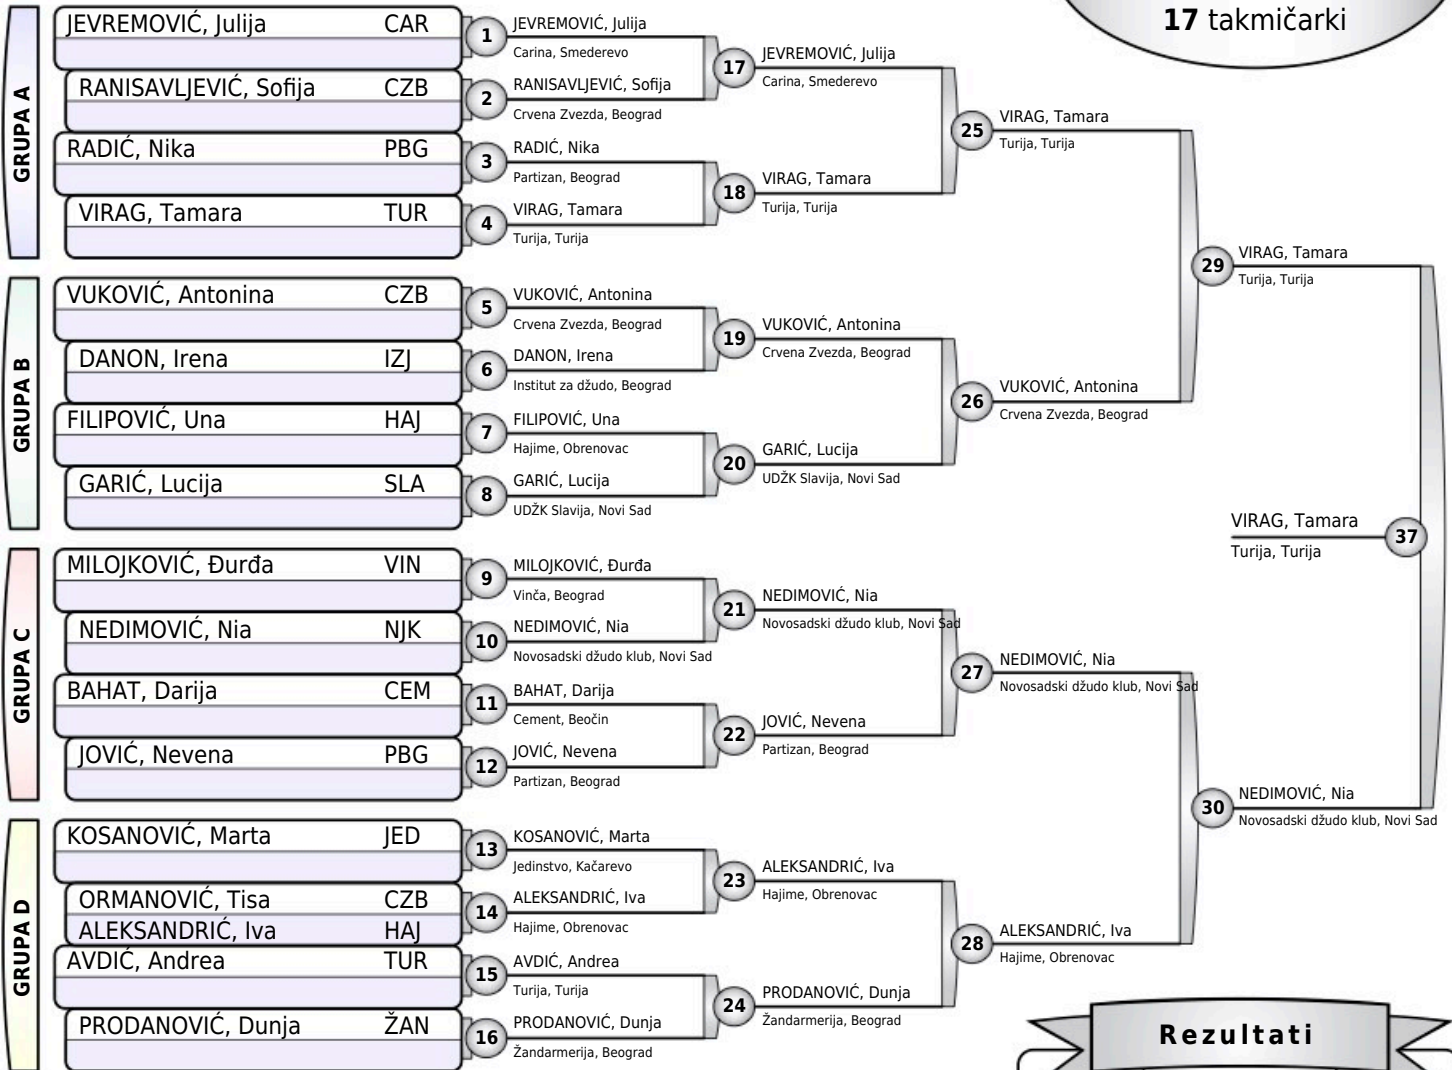 17 takmičarki
GRUPA A
JEVREMOVIĆ, Julija CAR
RANISAVLJEVIĆ, Sofija CZB
RADIĆ, Nika PBG
VIRAG, Tamara TUR
GRUPA B
VUKOVIĆ, Antonina CZB
DANON, Irena IZJ
FILIPOVIĆ, Una HAJ
GARIĆ, Lucija SLA
GRUPA C
MILOJKOVIĆ, Đurđa VIN
NEDIMOVIĆ, Nia NJK
BAHAT, Darija CEM
JOVIĆ, Nevena PBG
GRUPA D
KOSANOVIĆ, Marta JED
ORMANOVIĆ, Tisa CZB
ALEKSANDRIĆ, Iva HAJ
AVDIĆ, Andrea TUR
PRODANOVIĆ, Dunja ŽAN
1 JEVREMOVIĆ, Julija
Carina, Smederevo
2 RANISAVLJEVIĆ, Sofija
Crvena Zvezda, Beograd
3 RADIĆ, Nika
Partizan, Beograd
4 VIRAG, Tamara
Turija, Turija
5 VUKOVIĆ, Antonina
Crvena Zvezda, Beograd
6 DANON, Irena
Institut za džudo, Beograd
7 FILIPOVIĆ, Una
Hajime, Obrenovac
8 GARIĆ, Lucija
UDŽK Slavija, Novi Sad
9 MILOJKOVIĆ, Đurđa
Vinča, Beograd
10 NEDIMOVIĆ, Nia
Novosadski džudo klub, Novi Sad
11 BAHAT, Darija
Cement, Beočin
12 JOVIĆ, Nevena
Partizan, Beograd
13 KOSANOVIĆ, Marta
Jedinstvo, Kačarevo
14 ALEKSANDRIĆ, Iva
Hajime, Obrenovac
15 AVDIĆ, Andrea
Turija, Turija
16 PRODANOVIĆ, Dunja
Žandarmerija, Beograd
17 JEVREMOVIĆ, Julija
Carina, Smederevo
18 VIRAG, Tamara
Turija, Turija
19 VUKOVIĆ, Antonina
Crvena Zvezda, Beograd
20 GARIĆ, Lucija
UDŽK Slavija, Novi Sad
21 NEDIMOVIĆ, Nia
Novosadski džudo klub, Novi Sad
22 JOVIĆ, Nevena
Partizan, Beograd
23 ALEKSANDRIĆ, Iva
Hajime, Obrenovac
24 PRODANOVIĆ, Dunja
Žandarmerija, Beograd
25 VIRAG, Tamara
Turija, Turija
26 VUKOVIĆ, Antonina
Crvena Zvezda, Beograd
27 NEDIMOVIĆ, Nia
Novosadski džudo klub, Novi Sad
28 ALEKSANDRIĆ, Iva
Hajime, Obrenovac
29 VIRAG, Tamara
Turija, Turija
30 NEDIMOVIĆ, Nia
Novosadski džudo klub, Novi Sad
VIRAG, Tamara 37
Turija, Turija
Rezultati